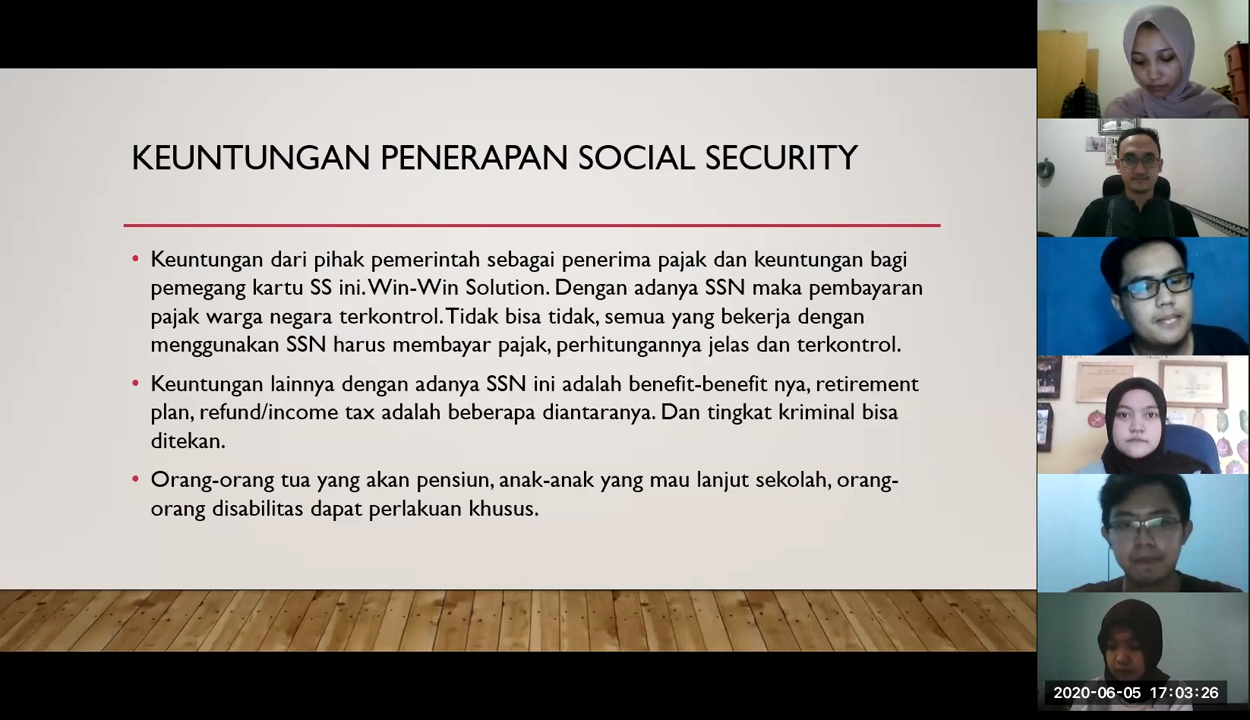 KEUNTUNGAN PENERAPAN SOCIAL SECURITY
• Keuntungan dari pihak pemerintah sebagai penerima pajak dan keuntungan bagi
pemegang kartu SS ini. Win-Win Solution. Dengan adanya SSN maka pembayaran
pajak warga negara terkontrol. Tidak bisa tidak, semua yang bekerja dengan
menggunakan SSN harus membayar pajak, perhitungannya jelas dan terkontrol.
• Keuntungan lainnya dengan adanya SSN ini adalah benefit-benefit nya, retirement
plan, refund/income tax adalah beberapa diantaranya. Dan tingkat kriminal bisa
ditekan.
• Orang-orang tua yang akan pensiun, anak-anak yang mau lanjut sekolah, orang-
orang disabilitas dapat perlakuan khusus.
2020-06-05 17:03:26